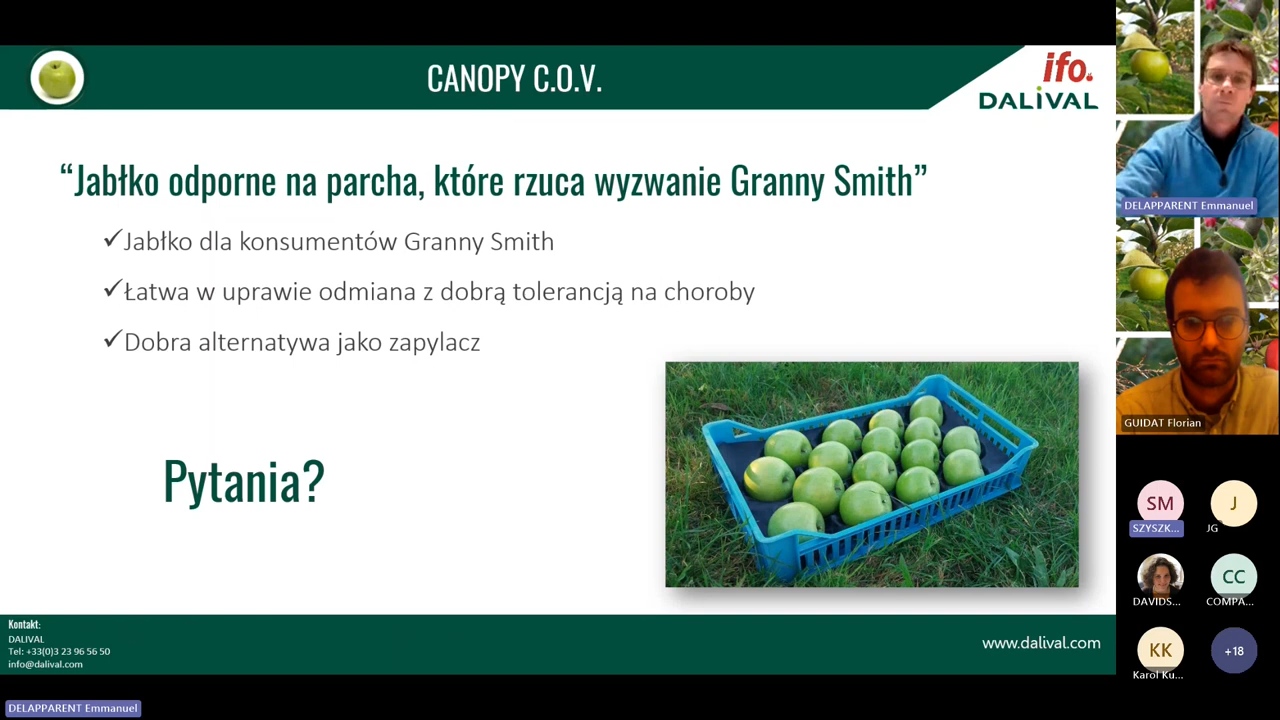 CANOPY C.O.V.
ifo.
DALIVAL
“Jabłko odporne na parcha, które rzuca wyzwanie Granny Smith”
✓Jabłko dla konsumentów Granny Smith
✓Łatwa w uprawie odmiana z dobrą tolerancją na choroby
✓Dobra alternatywa jako zapylacz
Pytania?
Kontakt:
DALIVAL
Tel: +33(0)3 23 96 56 50
info@dalival.com
www.dalival.com
DELAPPARENT Emmanuel
DELAPPARENT Emmanuel
GUIDAT Florian
SM
SZYSZK...
J
JG
DAVIDS...
CC
COMPA...
KK
Karol Ku...
+18